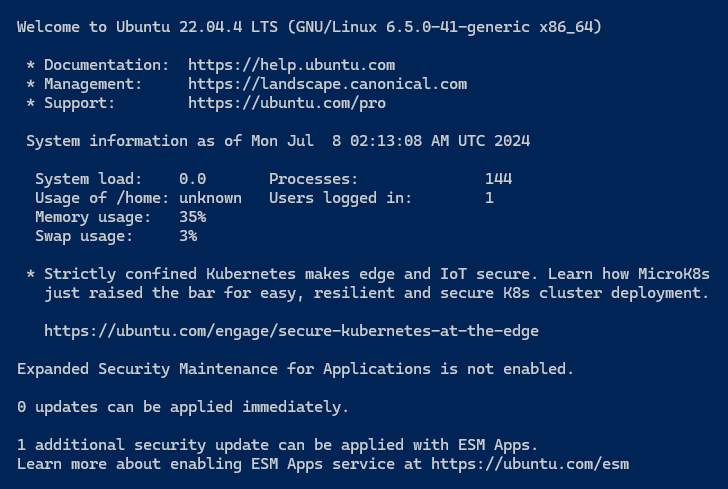 Welcome to Ubuntu 22.04.4 LTS (GNU/Linux 6.5.0-41-generic x86_64)

 * Documentation:  https://help.ubuntu.com
 * Management:     https://landscape.canonical.com
 * Support:        https://ubuntu.com/pro

 System information as of Mon Jul  8 02:13:08 AM UTC 2024

  System load:    0.0       Processes:              144
  Usage of /home: unknown   Users logged in:        1
  Memory usage:   35%
  Swap usage:     3%

 * Strictly confined Kubernetes makes edge and IoT secure. Learn how MicroK8s
   just raised the bar for easy, resilient and secure K8s cluster deployment.

   https://ubuntu.com/engage/secure-kubernetes-at-the-edge

Expanded Security Maintenance for Applications is not enabled.

0 updates can be applied immediately.

1 additional security update can be applied with ESM Apps.
Learn more about enabling ESM Apps service at https://ubuntu.com/esm